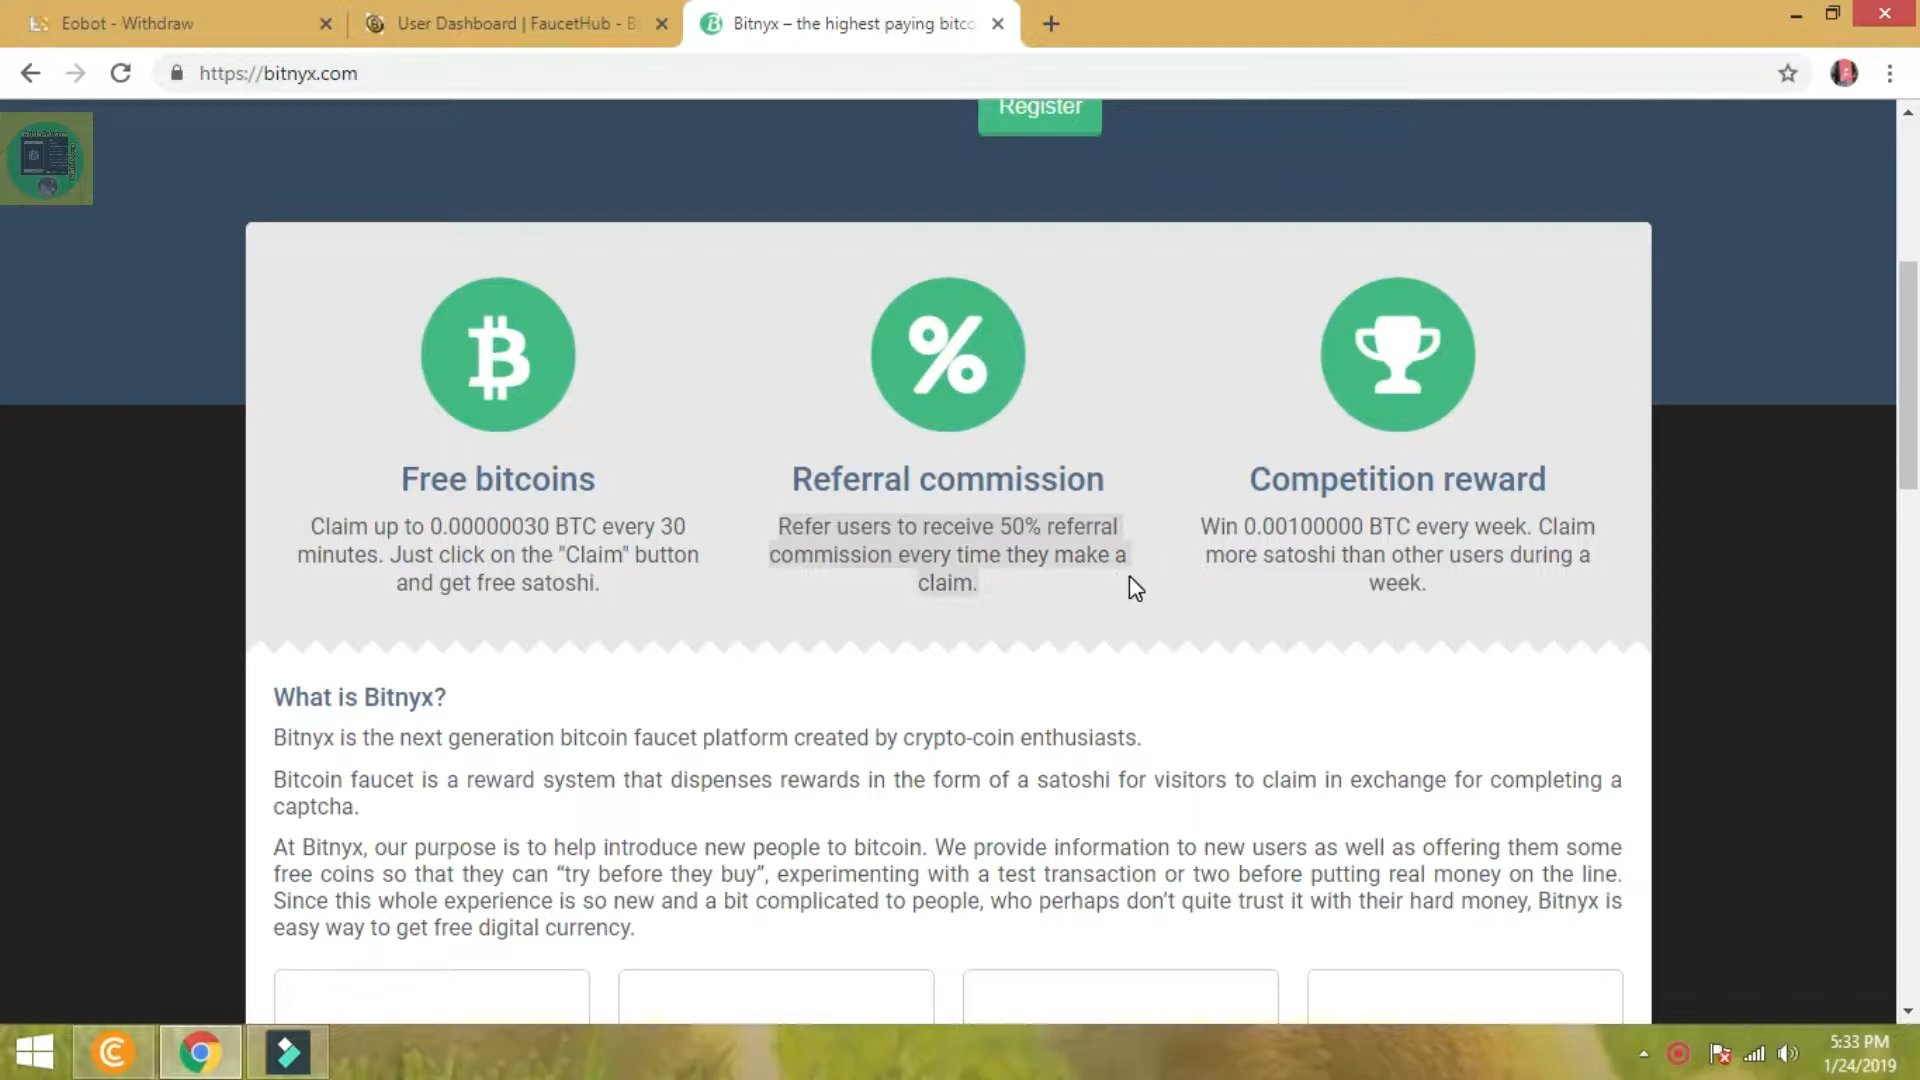 Eobot - Withdraw
User Dashboard | FaucetHub - B
Bitnyx – the highest paying bitco
https://bitnyx.com
Register
Free bitcoins
Claim up to 0.00000030 BTC every 30
minutes. Just click on the "Claim" button
and get free satoshi.
Referral commission
Refer users to receive 50% referral
commission every time they make a
claim.
Competition reward
Win 0.00100000 BTC every week. Claim
more satoshi than other users during a
week.
What is Bitnyx?
Bitnyx is the next generation bitcoin faucet platform created by crypto-coin enthusiasts.
Bitcoin faucet is a reward system that dispenses rewards in the form of a satoshi for visitors to claim in exchange for completing a
captcha.
At Bitnyx, our purpose is to help introduce new people to bitcoin. We provide information to new users as well as offering them some
free coins so that they can “try before they buy”, experimenting with a test transaction or two before putting real money on the line.
Since this whole experience is so new and a bit complicated to people, who perhaps don’t quite trust it with their hard money, Bitnyx is
easy way to get free digital currency.
5:33 PM
1/24/2019